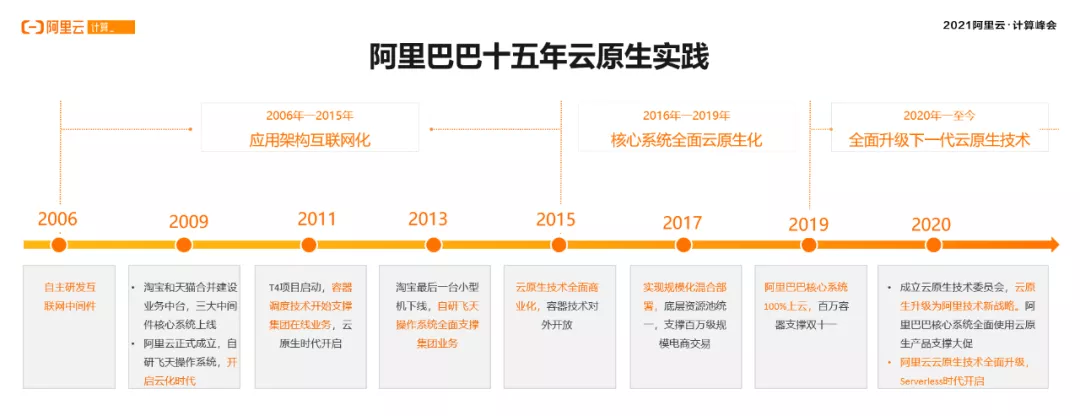 阿里云 计算_
2021阿里云·计算峰会
阿里巴巴十五年云原生实践
2006年—2015年
应用架构互联网化
2016年—2019年
核心系统全面云原生化
2020年—至今
全面升级下一代云原生技术
2006
2009
2011
2013
2015
2017
2019
2020
自主研发互
联网中间件
• 淘宝和天猫合并建设
业务中台，三大中间
件核心系统上线
• 阿里云正式成立，自
研飞天操作系统，开
启云化时代
T4项目启动，容器
调度技术开始支撑
集团在线业务，云
原生时代开启
淘宝最后一台小型
机下线，自研飞天
操作系统全面支撑
集团业务
云原生技术全面商
业化，容器技术对
外开放
实现规模化混合部
署，底层资源池统
一，支撑百万级规
模电商交易
阿里巴巴核心系统
100%上云，百万容
器支撑双十一
• 成立云原生技术委员会，云原
生升级为阿里技术新战略。阿
里巴巴核心系统全面使用云原
生产品支撑大促
• 阿里云云原生技术全面升级，
Serverless时代开启